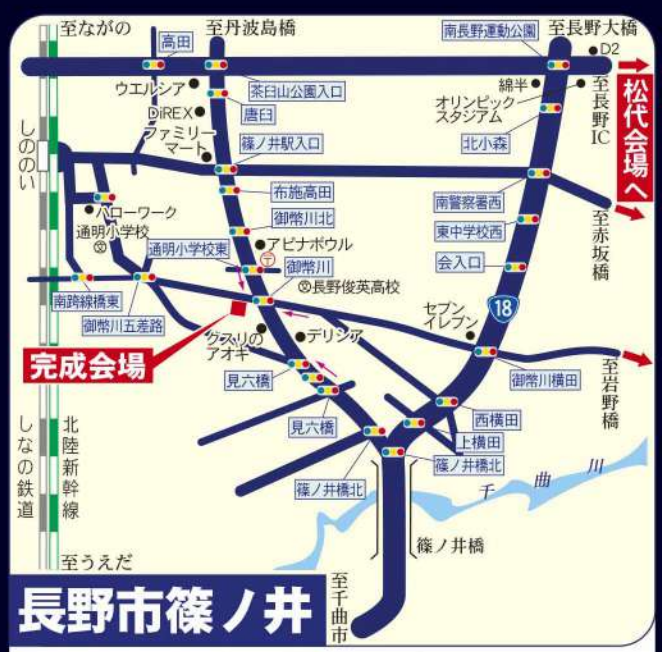 至ながの
至丹波島橋
至長野大橋
高田
南長野運動公園
D2
ウエルシア
茶臼山公園入口
綿半
オリンピック
スタジアム
至長野IC
松代会場へ
DiREX
唐臼
ファミリー
マート
篠ノ井駅入口
北小森
しののい
布施高田
南警察署西
ハローワーク
御幣川北
東中学校西
至赤坂橋
通明小学校
文
通明小学校東
アピナボウル
〒
御幣川
会入口
南跨線橋東
文長野俊英高校
御幣川五差路
18
セブン
イレブン
クスリの
アオキ
デリシア
完成会場
見六橋
御幣川横田
至岩野橋
見六橋
西横田
上横田
しなの鉄道
北陸新幹線
篠ノ井橋北
篠ノ井橋北
千曲川
篠ノ井橋
至うえだ
至千曲市
長野市篠ノ井